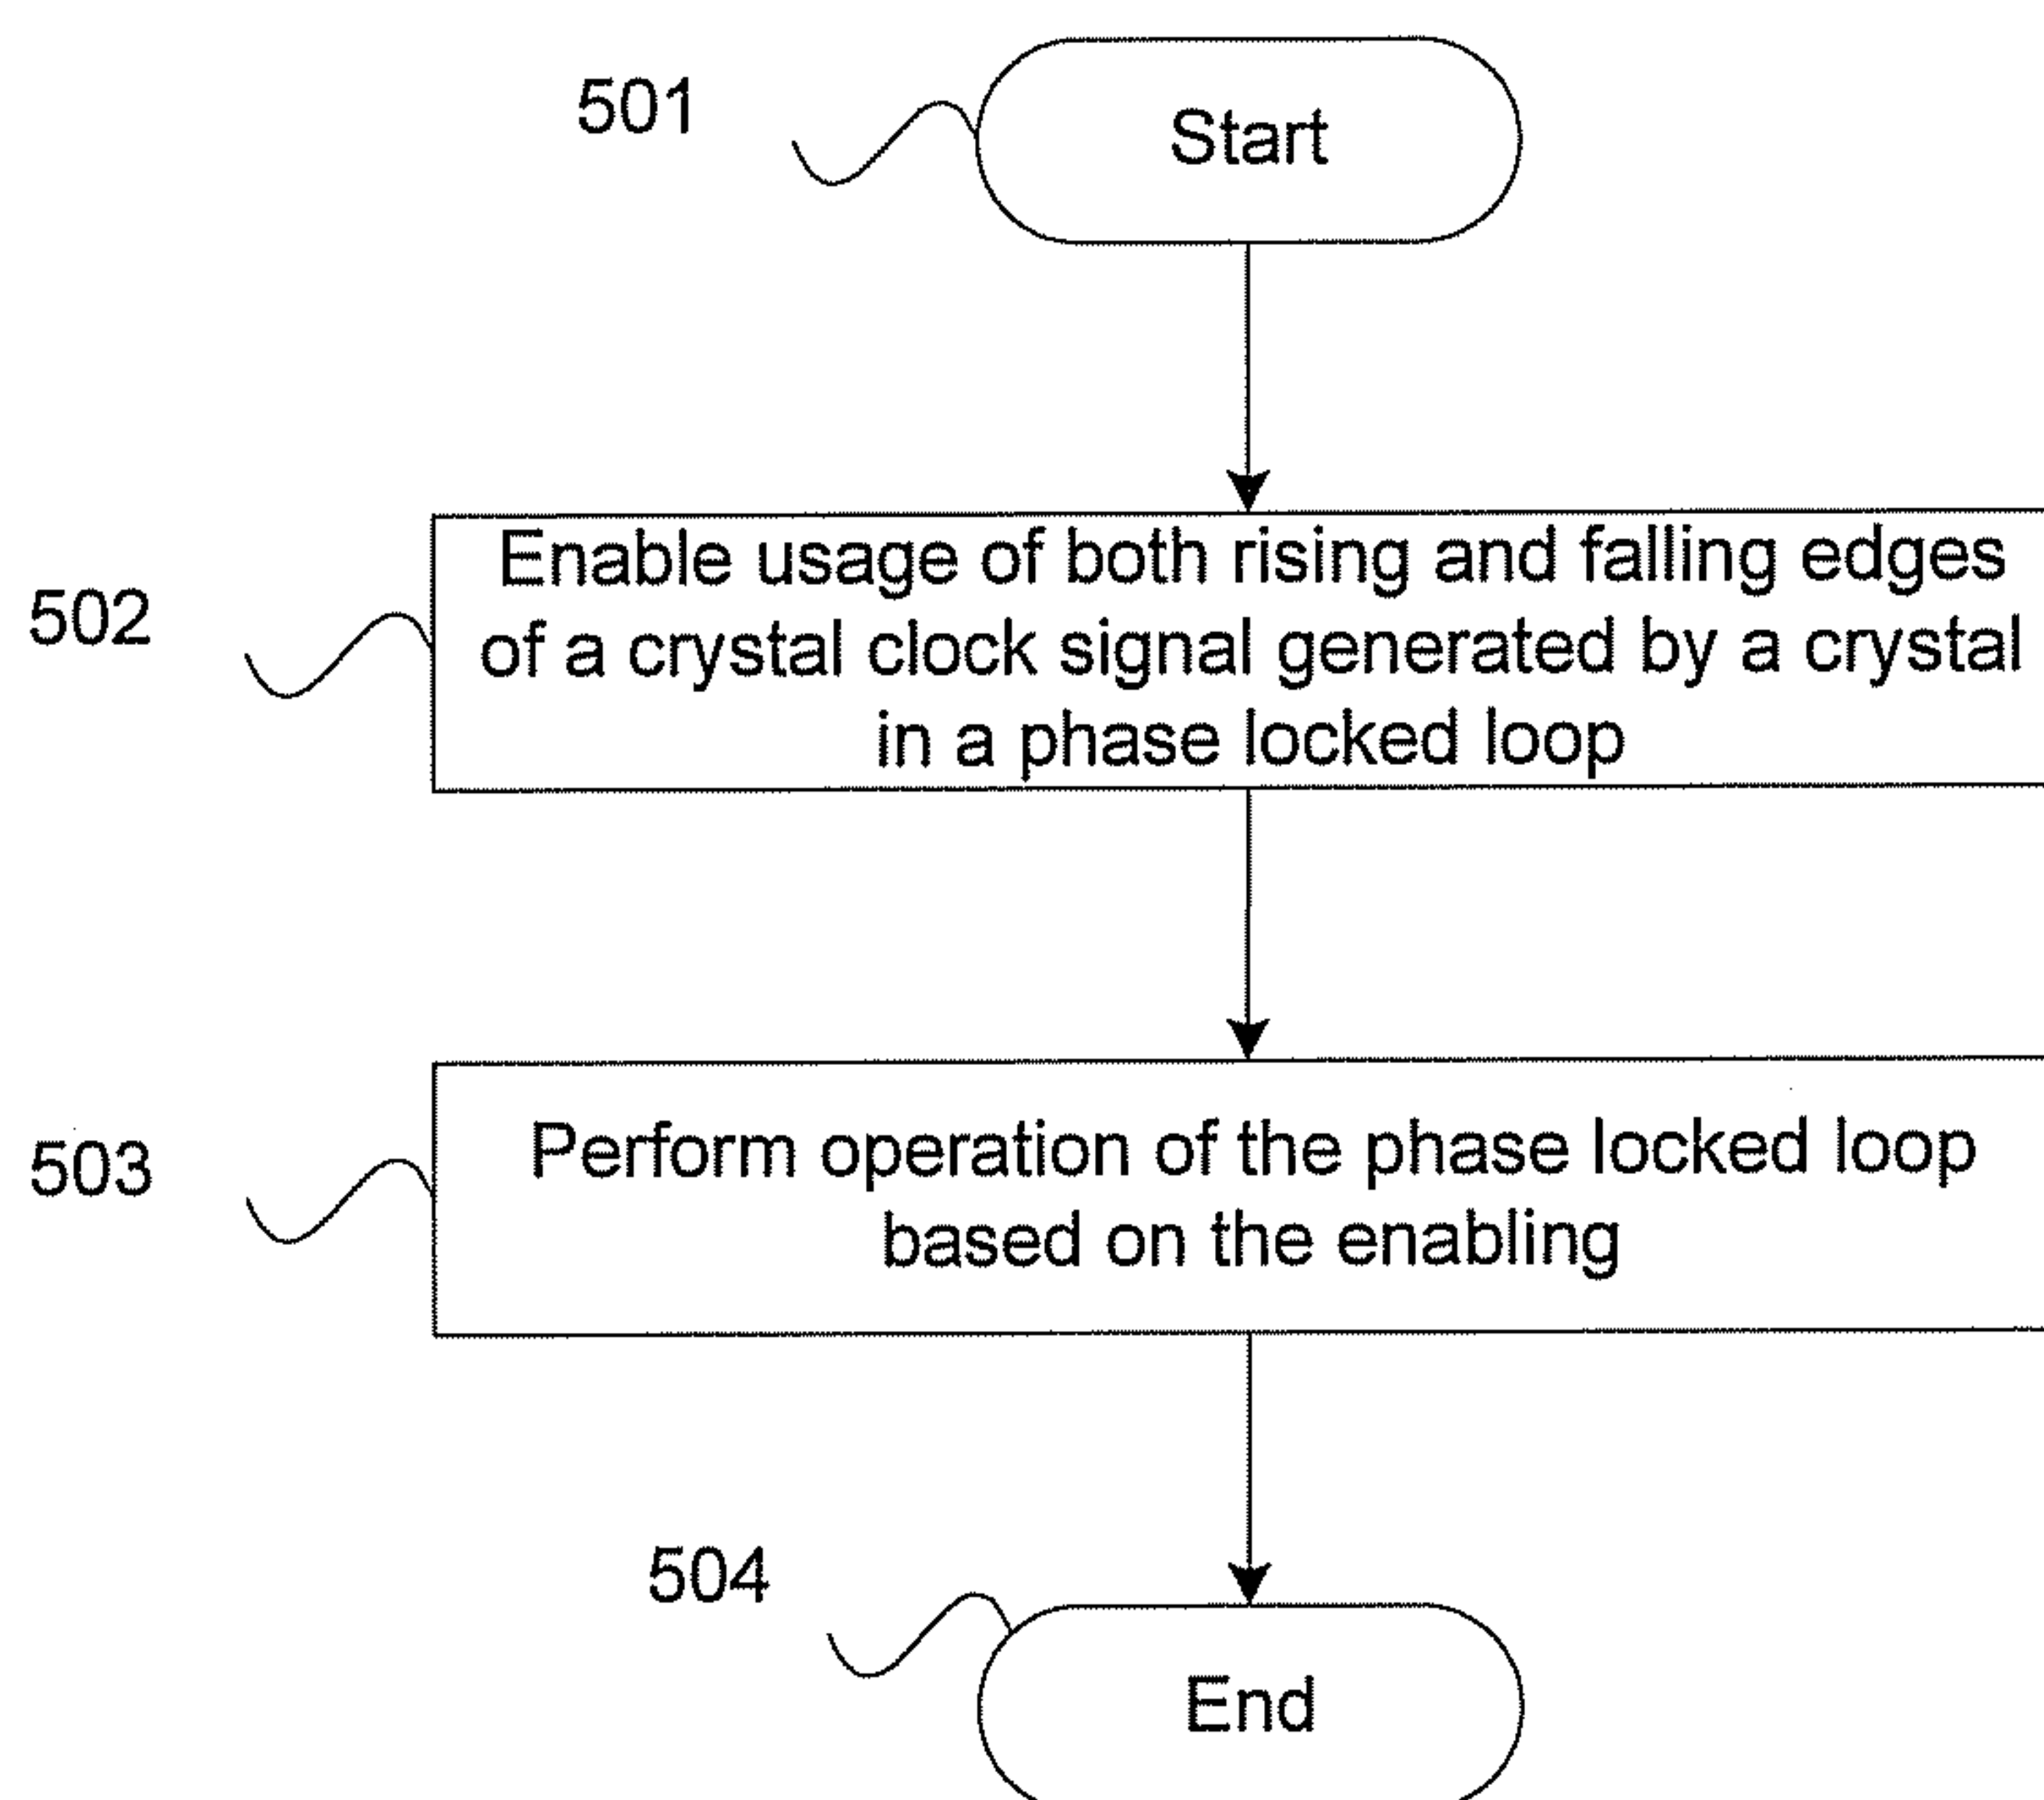 501
Start
502
Enable usage of both rising and falling edges
of a crystal clock signal generated by a crystal
in a phase locked loop
503
Perform operation of the phase locked loop
based on the enabling
504
End